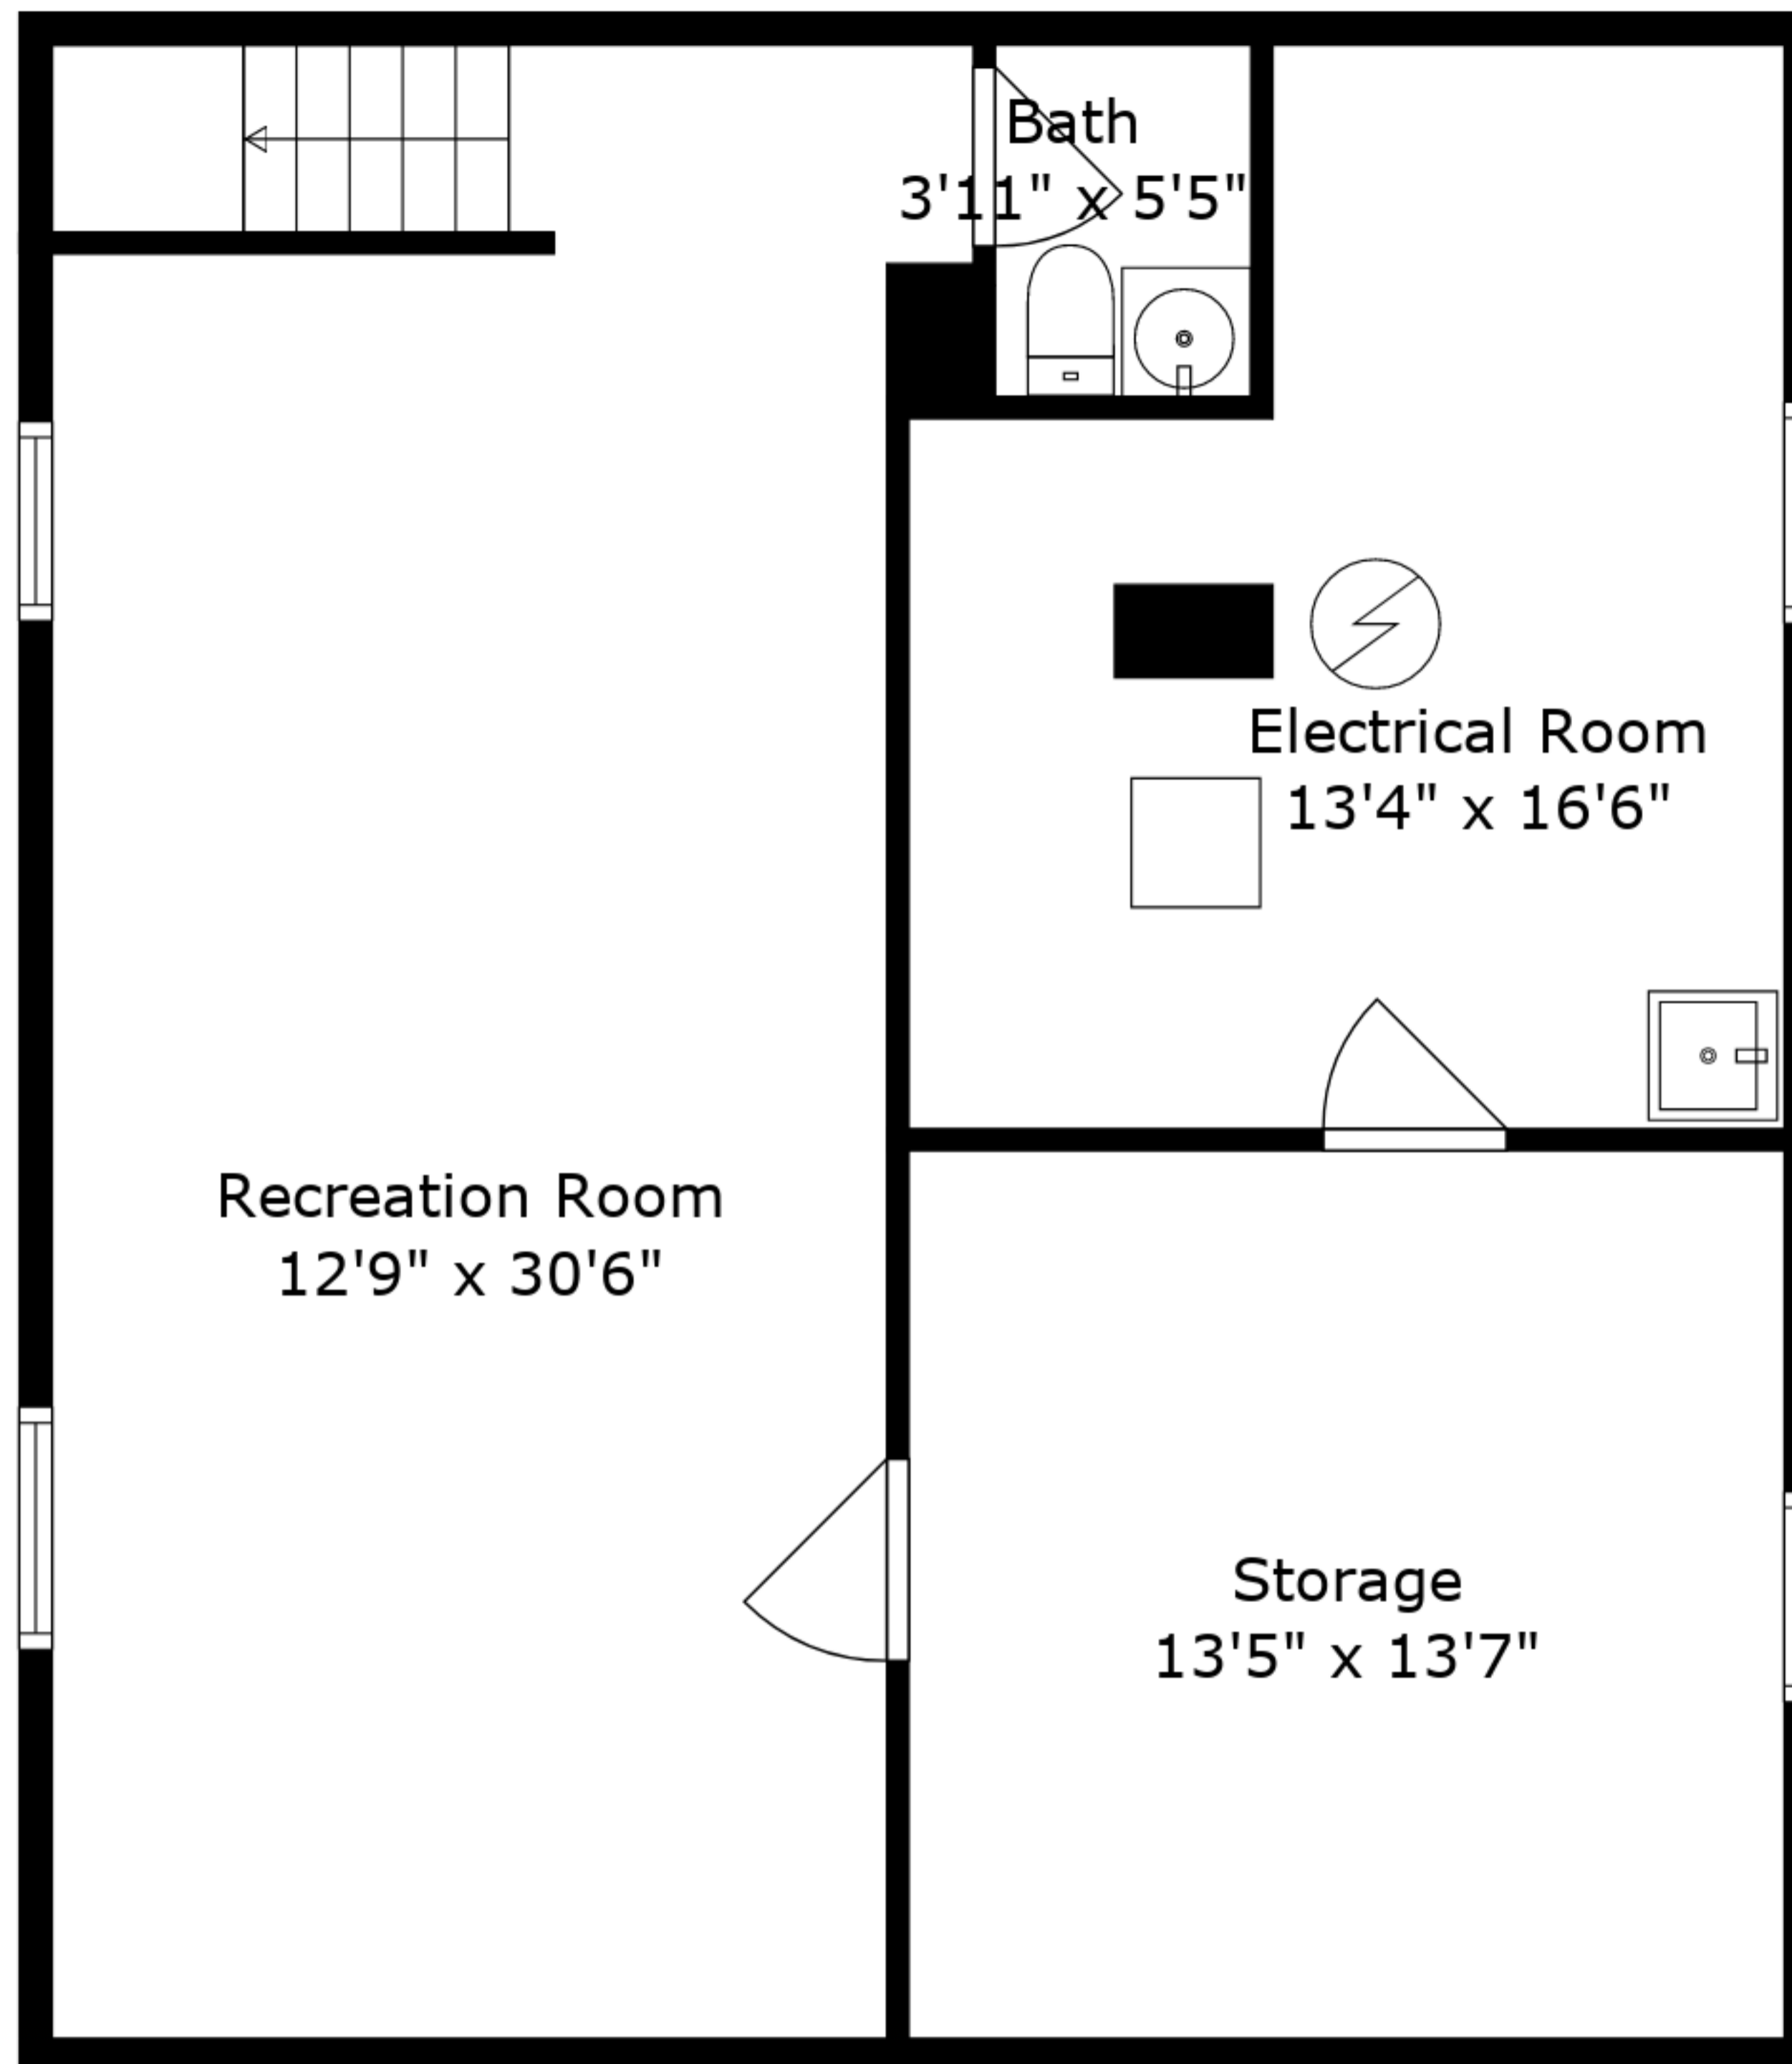 Bath
3'11" x 5'5"
Electrical Room
13'4" x 16'6"
Recreation Room
12'9" x 30'6"
Storage
13'5" x 13'7"